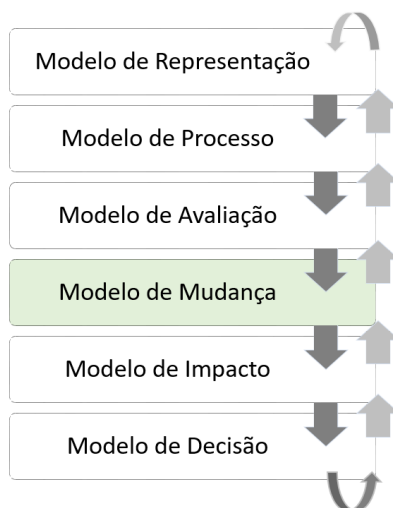 Modelo de Representação
Modelo de Processo
Modelo de Avaliação
Modelo de Mudança
Modelo de Impacto
Modelo de Decisão